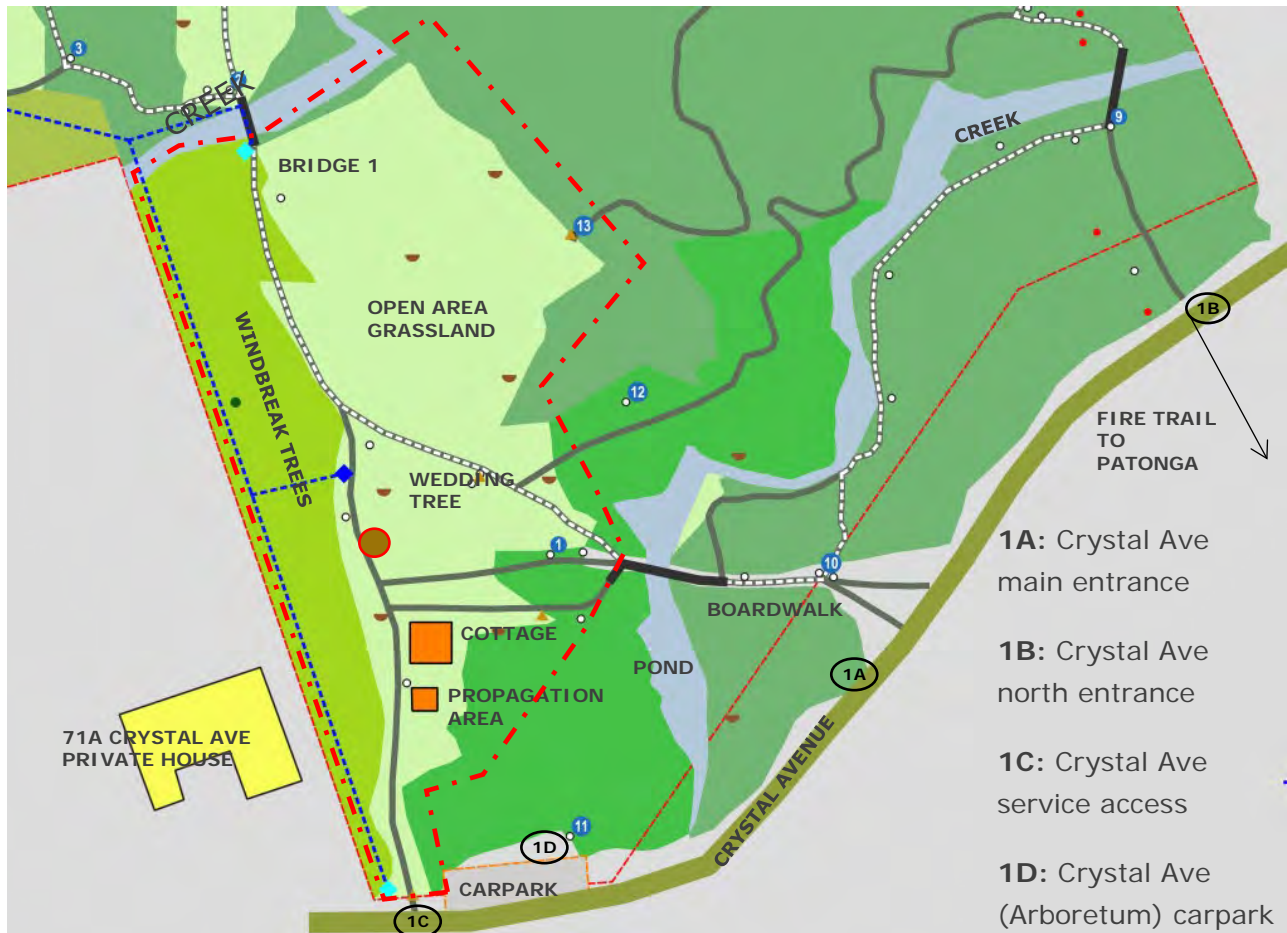 3
CREEK
BRIDGE 1
CREEK
9
13
1B
OPEN AREA
GRASSLAND
WINDBREAK TREES
12
FIRE TRAIL
TO
PATONGA
WEDDING
TREE
1
10
1A: Crystal Ave
main entrance
BOARDWALK
COTTAGE
POND
1A
1B: Crystal Ave
north entrance
PROPAGATION
AREA
71A CRYSTAL AVE
PRIVATE HOUSE
CRYSTAL AVENUE
1C: Crystal Ave
service access
11
1D
CARPARK
1C
1D: Crystal Ave
(Arboretum) carpark